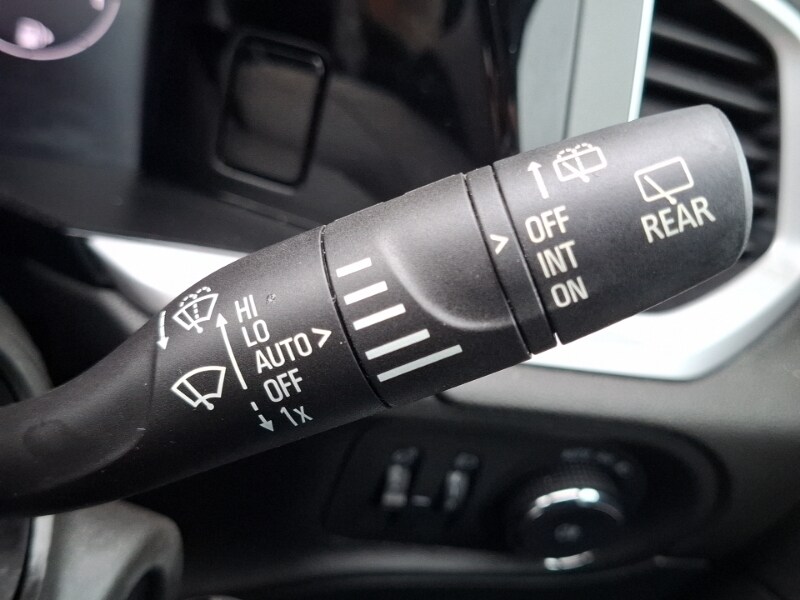 HI
LO
AUTO >
OFF
1x
>
OFF
INT
ON
REAR